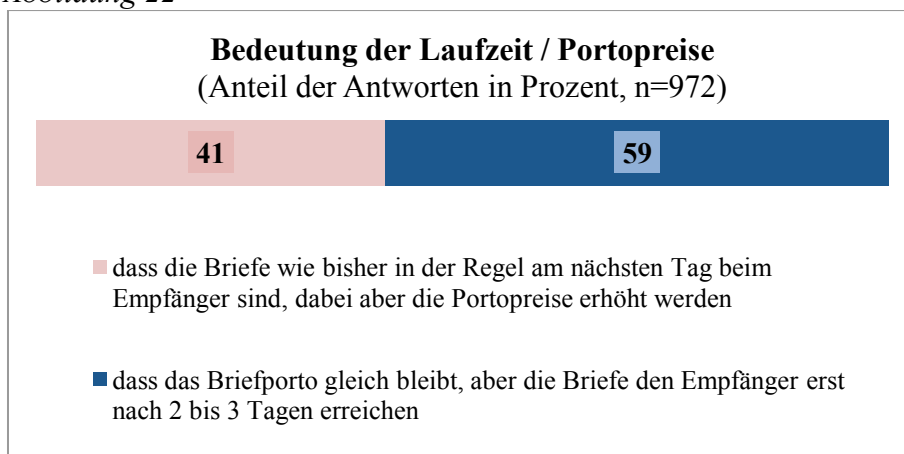 Bedeutung der Laufzeit / Portopreise
(Anteil der Antworten in Prozent, n=972)
41 59
dass die Briefe wie bisher in der Regel am nächsten Tag beim
Empfänger sind, dabei aber die Portopreise erhöht werden
dass das Briefporto gleich bleibt, aber die Briefe den Empfänger erst
nach 2 bis 3 Tagen erreichen